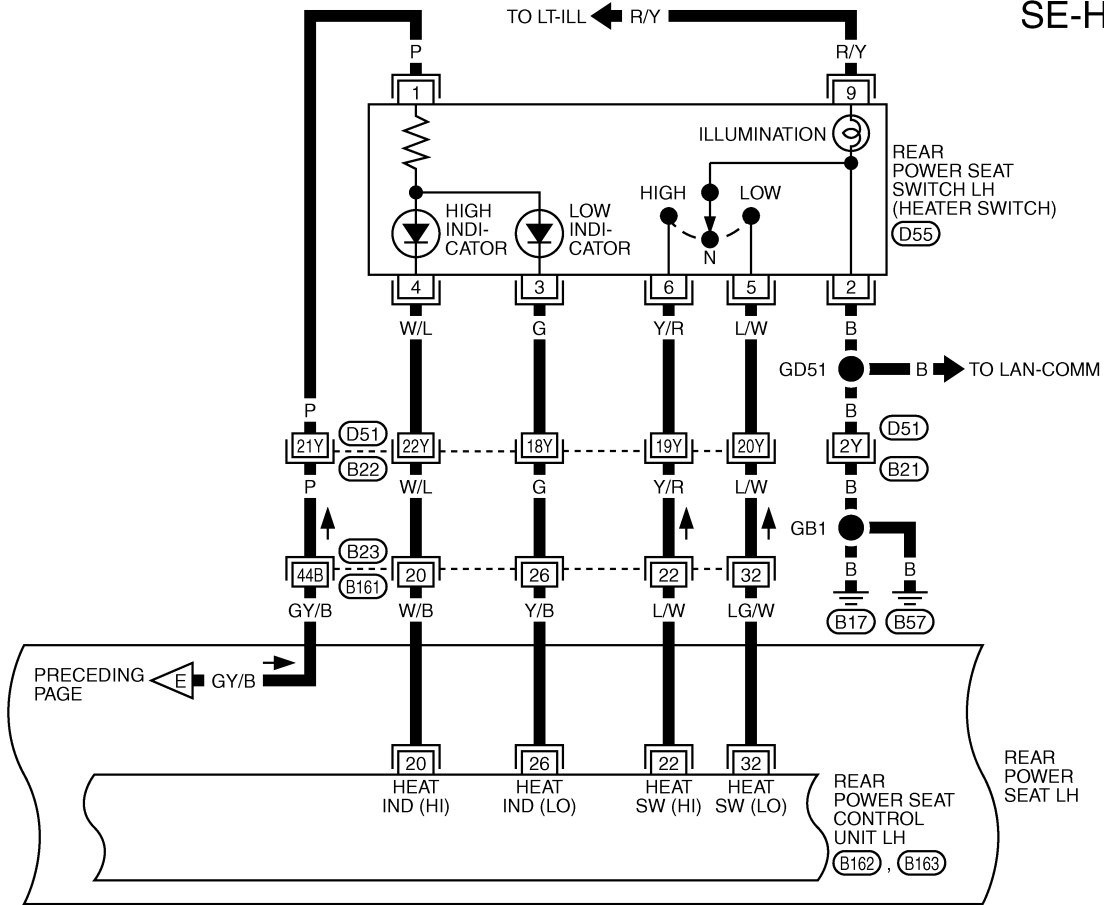 SE-H
TO LT-ILL R/Y
P R/Y
1 9
ILLUMINATION
REAR
POWER SEAT
SWITCH LH
(HEATER SWITCH)
D55
HIGH
INDI-
CATOR
LOW
INDI-
CATOR
HIGH LOW
N
4 3 6 5 2
W/L G Y/R L/W B
GD51 B TO LAN-COMM
P B
21Y D51 22Y 18Y 19Y 20Y 2Y D51
B22 B21
P W/L G Y/R L/W B
GB1
B23 B B
44B B161 20 26 22 32
GY/B W/B Y/B L/W LG/W B17 B57
PRECEDING
PAGE
E GY/B
20 26 22 32
HEAT
IND (HI)
HEAT
IND (LO)
HEAT
SW (HI)
HEAT
SW (LO)
REAR
POWER SEAT
CONTROL
UNIT LH
B162 , B163
REAR
POWER
SEAT LH